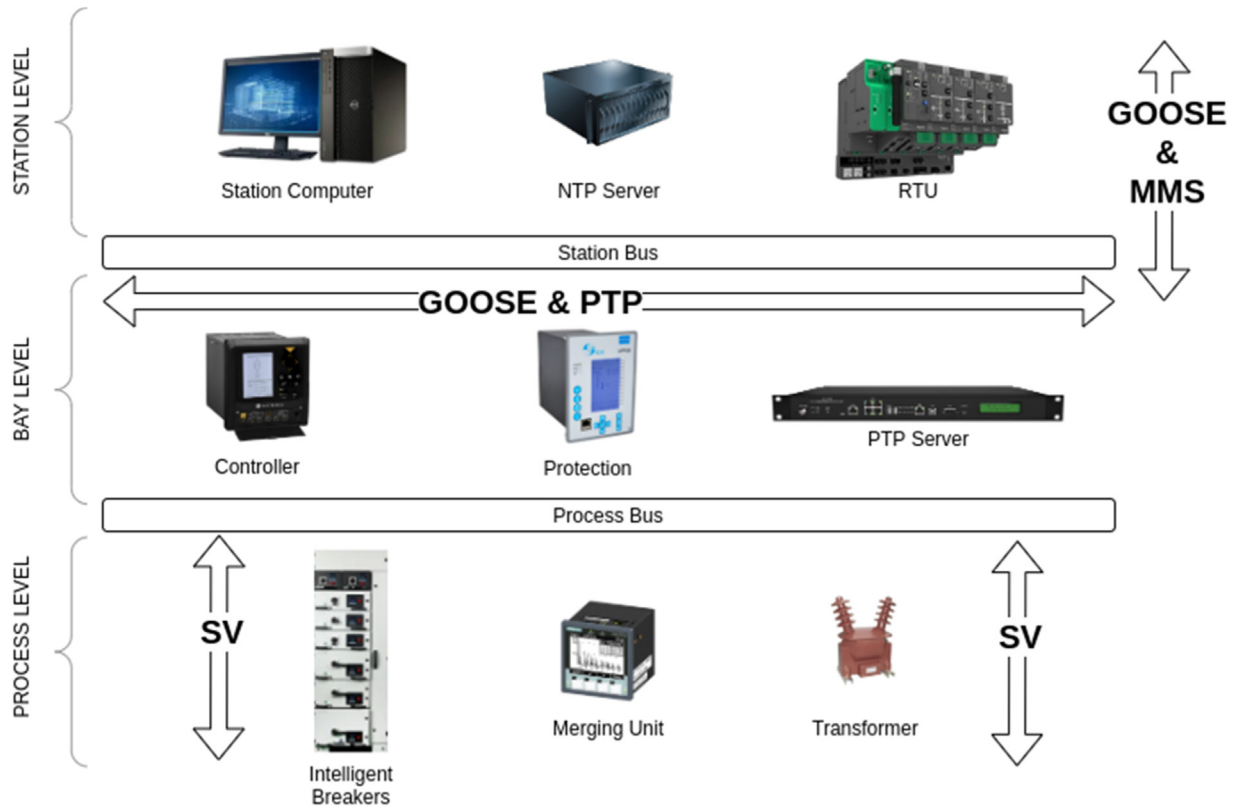 STATION LEVEL
Station Computer
NTP Server
RTU
GOOSE
&
MMS
Station Bus
BAY LEVEL
GOOSE & PTP
Controller
Protection
PTP Server
Process Bus
PROCESS LEVEL
SV
SV
Intelligent
Breakers
Merging Unit
Transformer